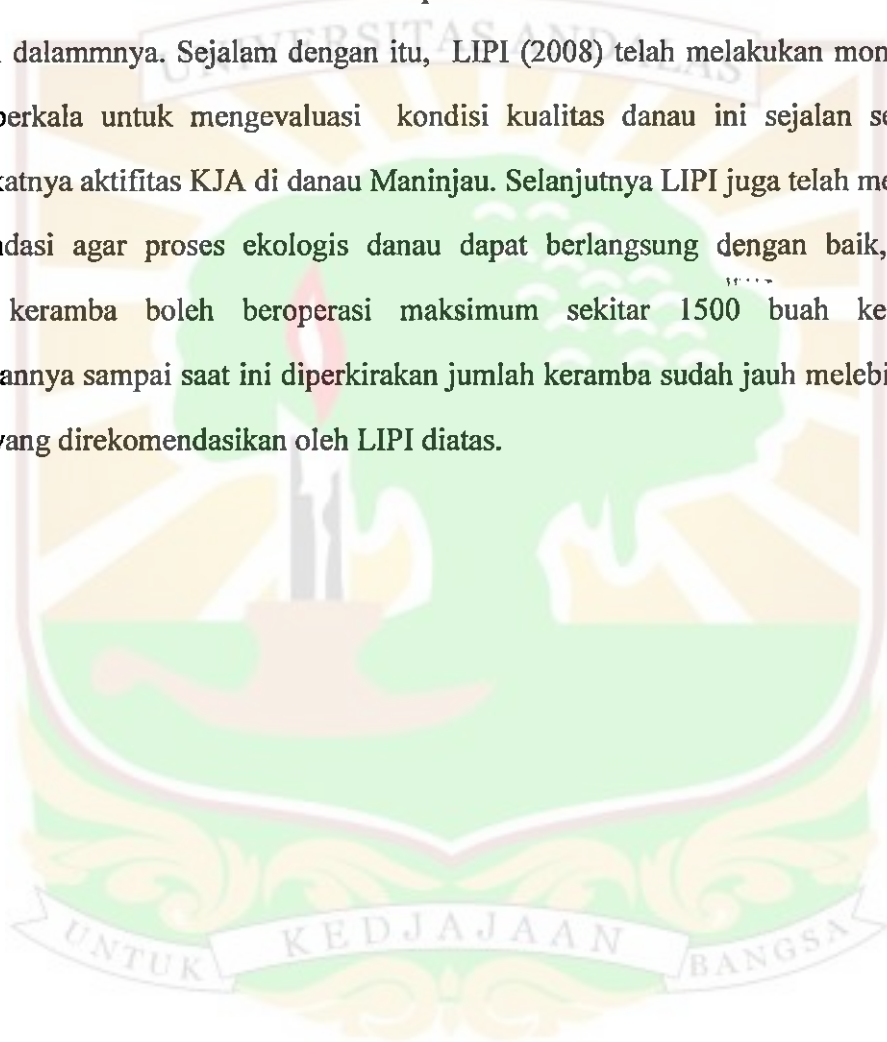 dalammnya. Sejalam dengan itu, LIPI (2008) telah melakukan mon
berkala untuk mengevaluasi kondisi kualitas danau ini sejalan se
katnya aktifitas KJA di danau Maninjau. Selanjutnya LIPI juga telah me
ndasi agar proses ekologis danau dapat berlangsung dengan baik,
keramba boleh beroperasi maksimum sekitar 1500 buah ke
annya sampai saat ini diperkirakan jumlah keramba sudah jauh melebi
yang direkomendasikan oleh LIPI diatas.
UNIVERSITAS ANDALAS
UNTUK KEDJAJAAN BANGSA